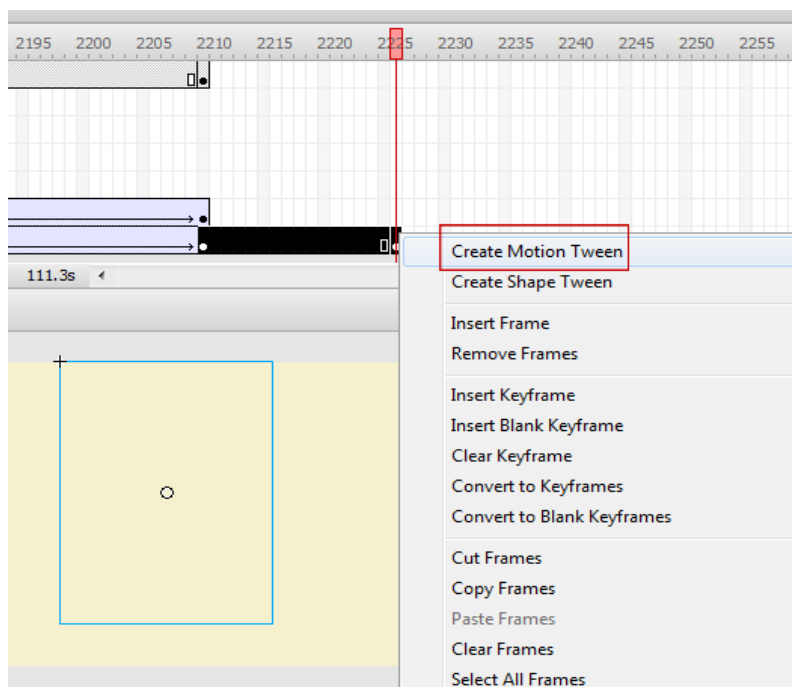 2195 2200 2205 2210 2215 2220 2225 2230 2235 2240 2245 2250 2255
111.3s
Create Motion Tween
Create Shape Tween
Insert Frame
Remove Frames
Insert Keyframe
Insert Blank Keyframe
Clear Keyframe
Convert to Keyframes
Convert to Blank Keyframes
Cut Frames
Copy Frames
Paste Frames
Clear Frames
Select All Frames